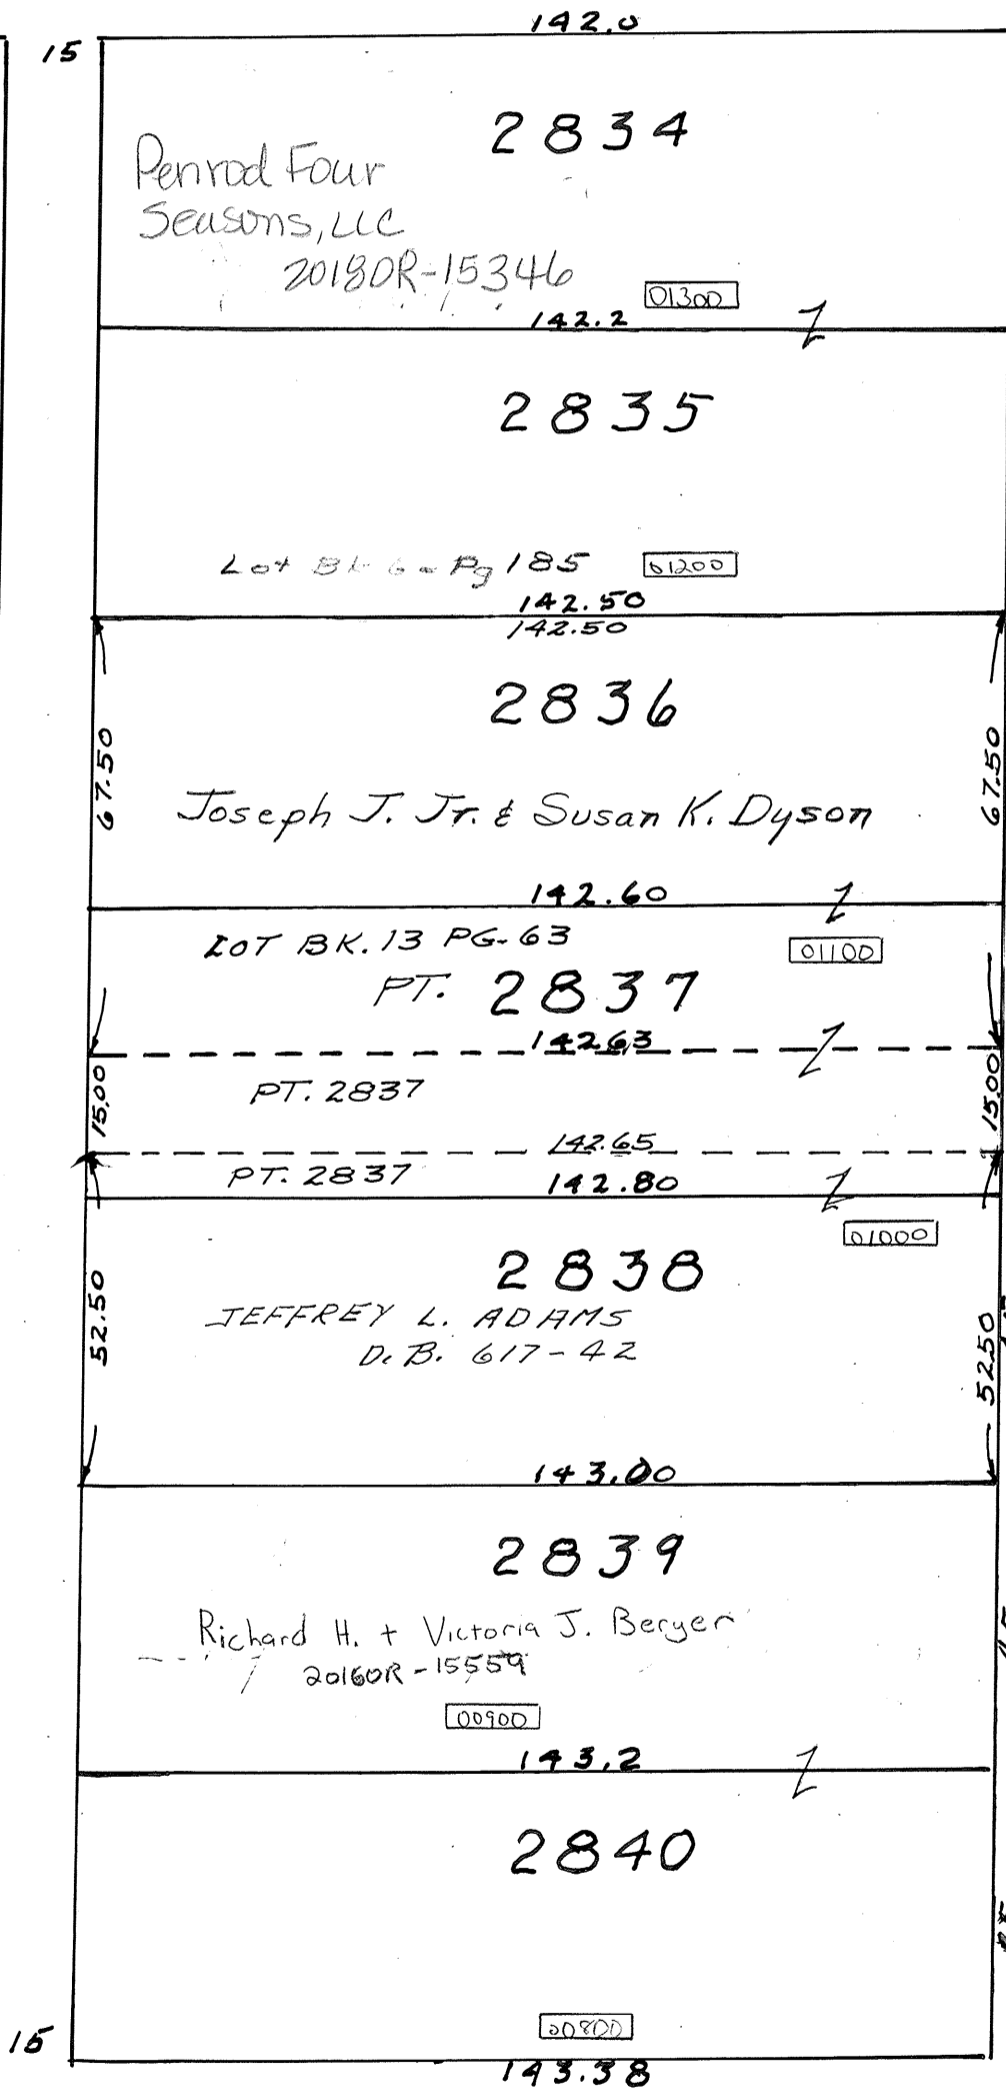 142.0
15
2834
Penrod Four
Seasons, LLC
2018OR-15346
01300
142.2
2835
Lot Bk 6 - Pg 185
01200
142.50
142.50
2836
67.50
67.50
Joseph J. Jr. & Susan K. Dyson
142.60
LOT BK. 13 PG-63
01100
PT. 2837
142.63
15.00
15.00
PT. 2837
142.65
PT. 2837
142.80
01000
2838
52.50
52.50
JEFFREY L. ADAMS
D.B. 617-42
143.00
2839
Richard H. + Victoria J. Beryer
2016OR-15559
00900
143.2
2840
00800
15
143.38